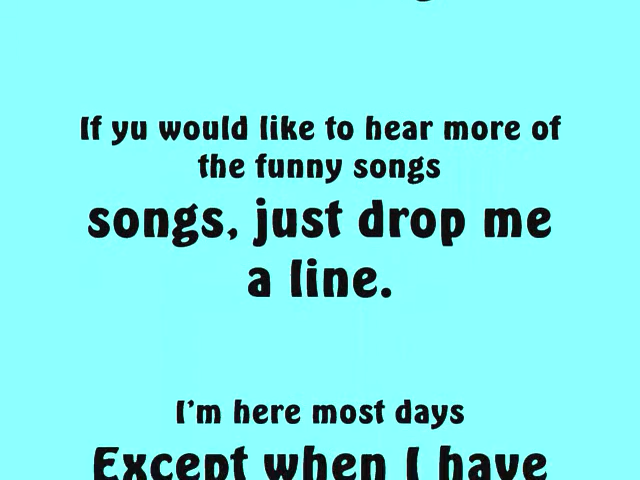 If yu would like to hear more of
the funny songs
songs, just drop me
a line.
I'm here most days
Except when I have